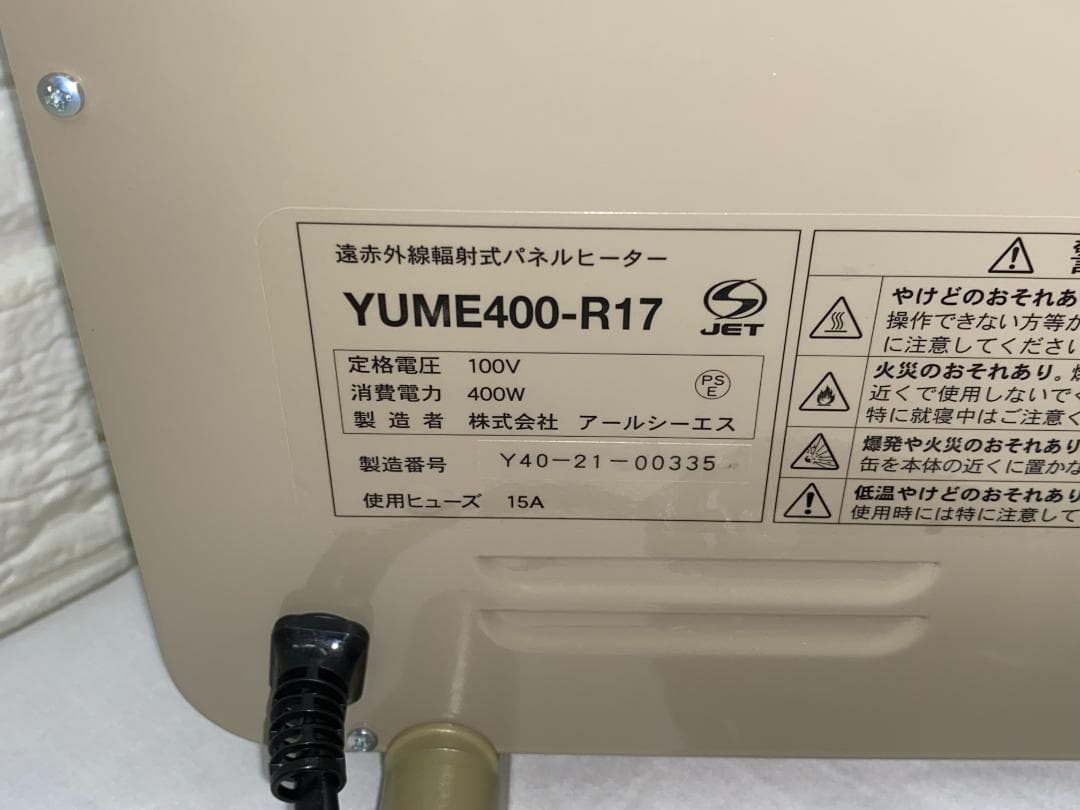 遠赤外線輻射式パネルヒーター
YUME400-R17
JET
定格電圧 100V
消費電力 400W
PS
E
製造者 株式会社 アールシーエス
製造番号 Y40-21-00335
使用ヒューズ 15A
やけどのおそれあ
操作できない方等が
に注意してください
火災のおそれあり。
近くで使用しないでく
特に就寝中はご注意く
爆発や火災のおそれあり
缶を本体の近くに置かな
低温やけどのおそれあり
使用時には特に注意して